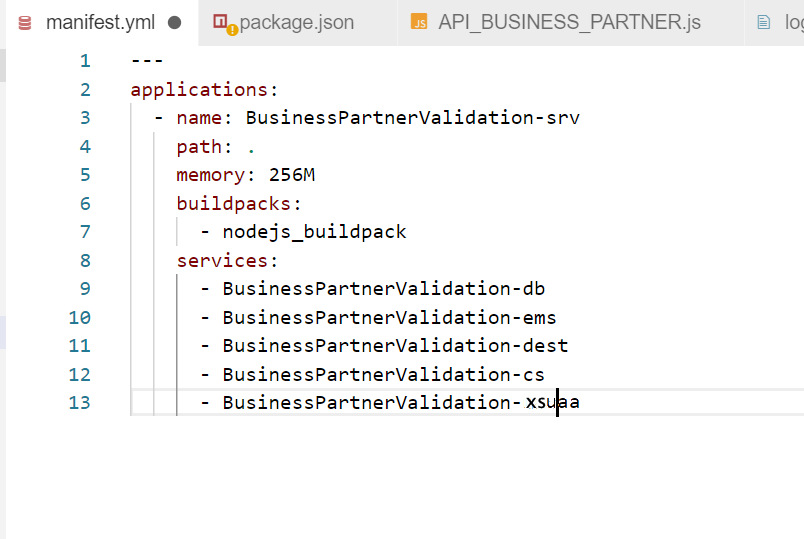 manifest.yml package.json JS API_BUSINESS_PARTNER.js
1 ---
2 applications:
3 - name: BusinessPartnerValidation-srv
4 path: .
5 memory: 256M
6 buildpacks:
7 - nodejs_buildpack
8 services:
9 - BusinessPartnerValidation-db
10 - BusinessPartnerValidation-ems
11 - BusinessPartnerValidation-dest
12 - BusinessPartnerValidation-cs
13 - BusinessPartnerValidation-xsuaa